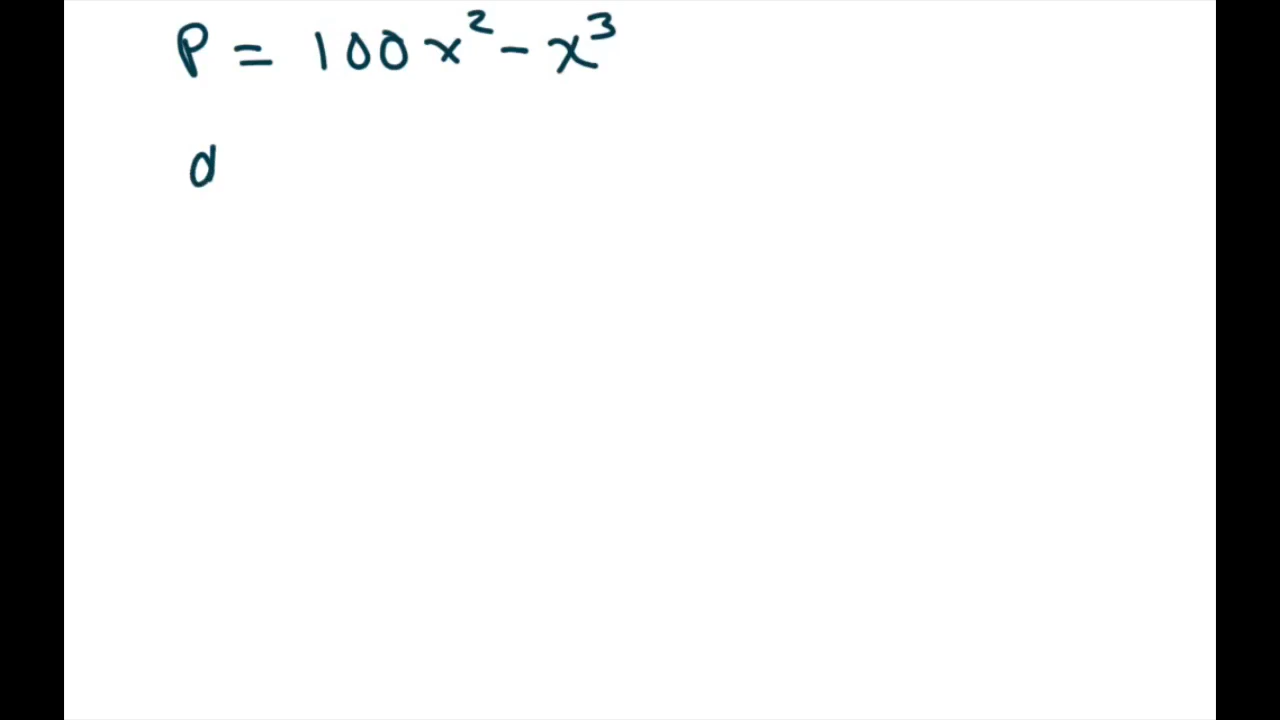 P = 100x² - x³
d